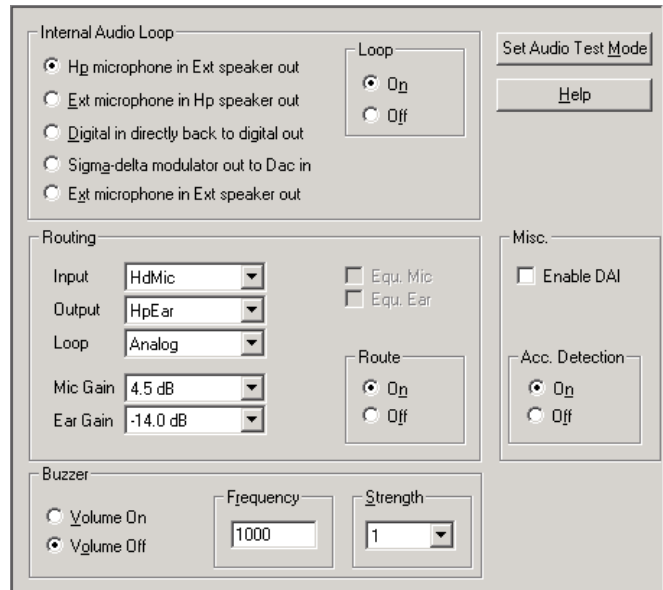 Internal Audio Loop
Hp microphone in Ext speaker out
Ext microphone in Hp speaker out
Digital in directly back to digital out
Sigma-delta modulator out to Dac in
Ext microphone in Ext speaker out
Loop
On
Off
Set Audio Test Mode
Help
Routing
Input HdMic
Output HpEar
Loop Analog
Mic Gain 4.5 dB
Ear Gain -14.0 dB
Equ. Mic
Equ. Ear
Route
On
Off
Misc.
Enable DAI
Acc. Detection
On
Off
Buzzer
Volume On
Volume Off
Frequency
1000
Strength
1